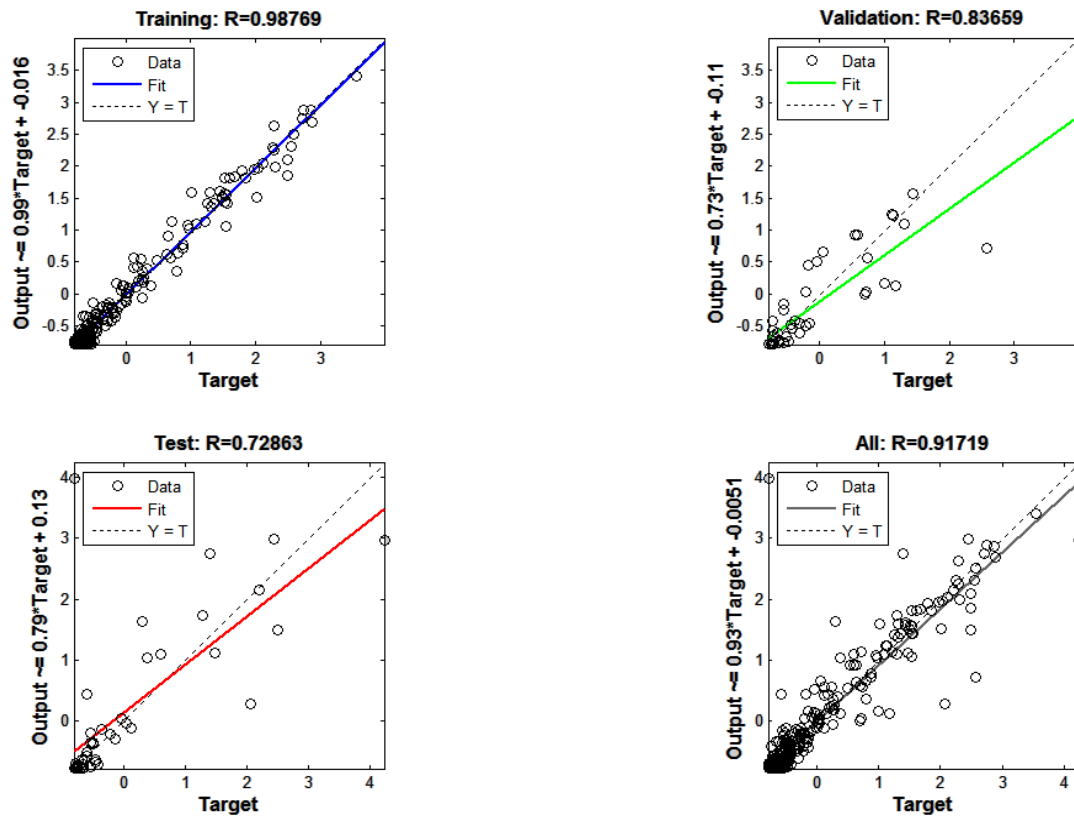 Training: R=0.98769
Output ~= 0.99*Target + -0.016
Data
Fit
Y = T
3.5
3
2.5
2
1.5
1
0.5
0
-0.5
0 1 2 3
Target
Validation: R=0.83659
Output ~= 0.73*Target + -0.11
Data
Fit
Y = T
3.5
3
2.5
2
1.5
1
0.5
0
-0.5
0 1 2 3
Target
Test: R=0.72863
Output ~= 0.79*Target + 0.13
Data
Fit
Y = T
4
3
2
1
0
0 1 2 3 4
Target
All: R=0.91719
Output ~= 0.93*Target + -0.0051
Data
Fit
Y = T
4
3
2
1
0
0 1 2 3 4
Target